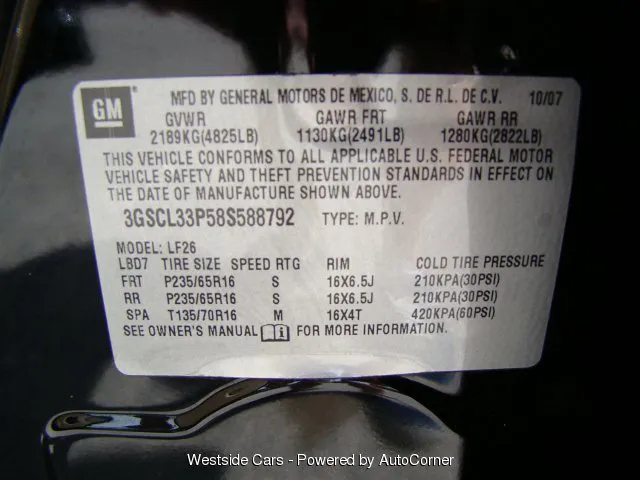 GM
MFD BY GENERAL MOTORS DE MEXICO, S. DE R.L. DE C.V. 10/07
GVWR GAWR FRT GAWR RR
2189KG(4825LB) 1130KG(2491LB) 1280KG(2822LB)
THIS VEHICLE CONFORMS TO ALL APPLICABLE U.S. FEDERAL MOTOR
VEHICLE SAFETY AND THEFT PREVENTION STANDARDS IN EFFECT ON
THE DATE OF MANUFACTURE SHOWN ABOVE.
3GSCL33P58S588792 TYPE: M.P.V.
MODEL: LF26
LBD7 TIRE SIZE SPEED RTG RIM COLD TIRE PRESSURE
FRT P235/65R16 S 16X6.5J 210KPA(30PSI)
RR P235/65R16 S 16X6.5J 210KPA(30PSI)
SPA T135/70R16 M 16X4T 420KPA(60PSI)
SEE OWNER'S MANUAL i FOR MORE INFORMATION.
Westside Cars - Powered by AutoCorner